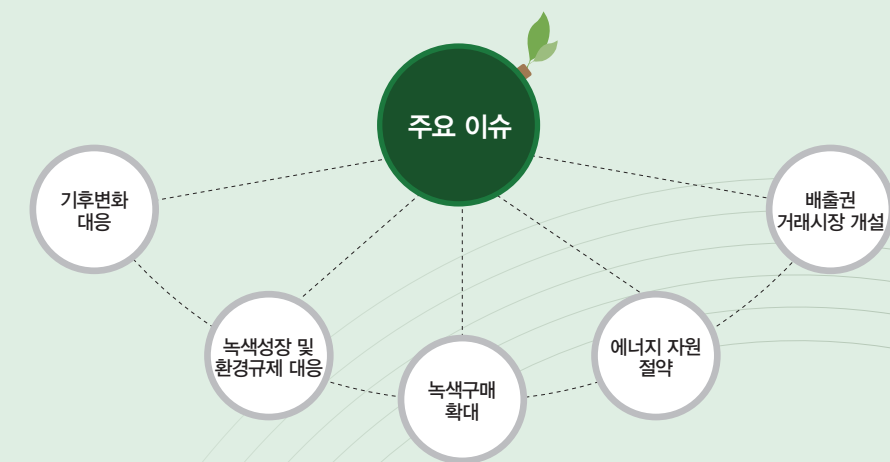 주요 이슈
기후변화
대응
배출권
거래시장 개설
녹색성장 및
환경규제 대응
에너지 자원
절약
녹색구매
확대